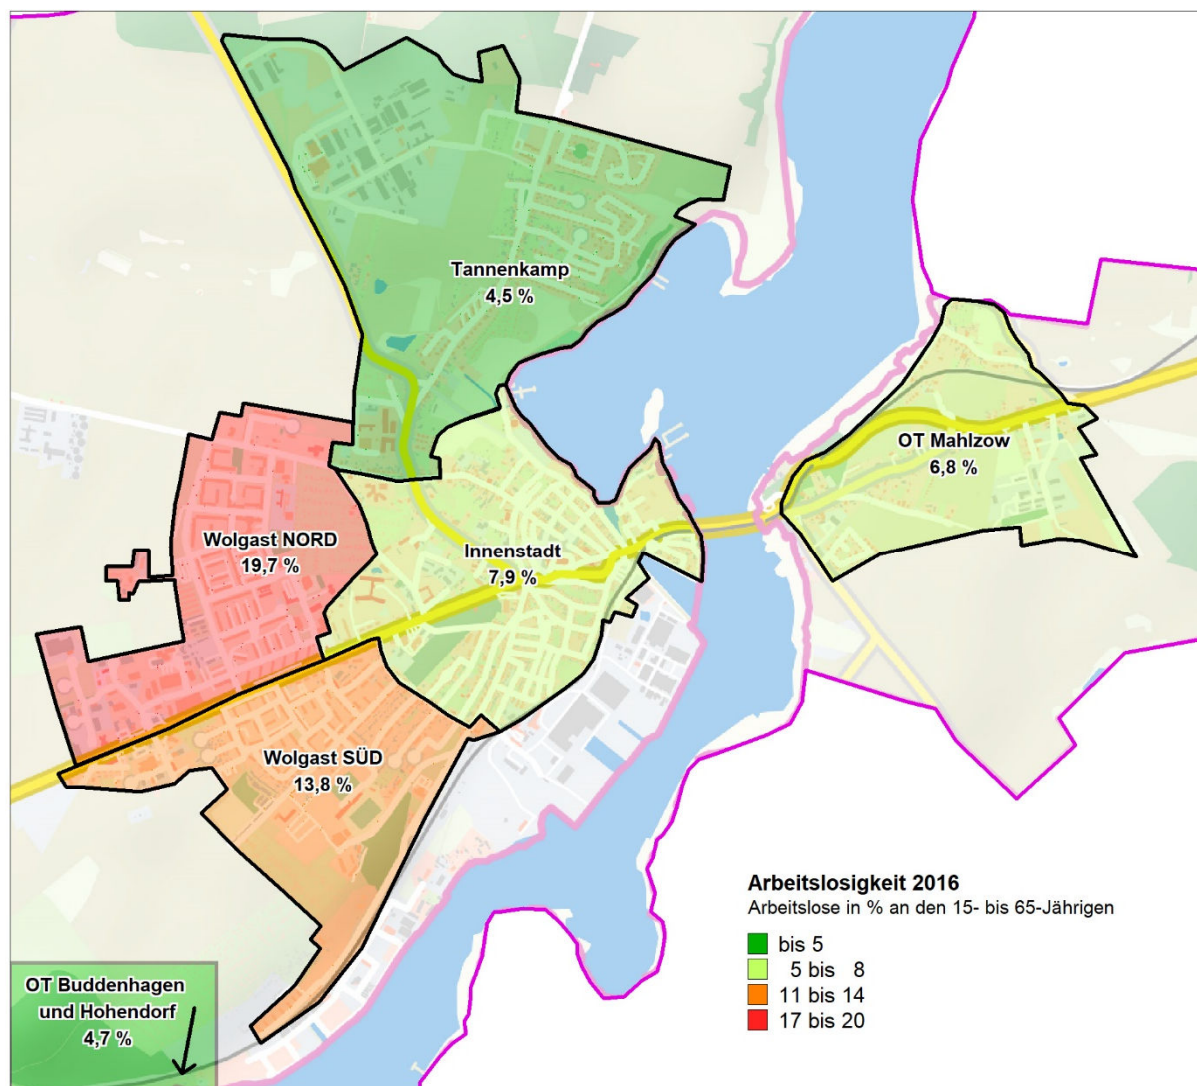 Tannenkamp
4,5 %
OT Mahlzow
6,8 %
Wolgast NORD
19,7 %
Innenstadt
7,9 %
Wolgast SÜD
13,8 %
OT Buddenhagen
und Hohendorf
4,7 %
Arbeitslosigkeit 2016
Arbeitslose in % an den 15- bis 65-Jährigen
bis 5
5 bis 8
11 bis 14
17 bis 20